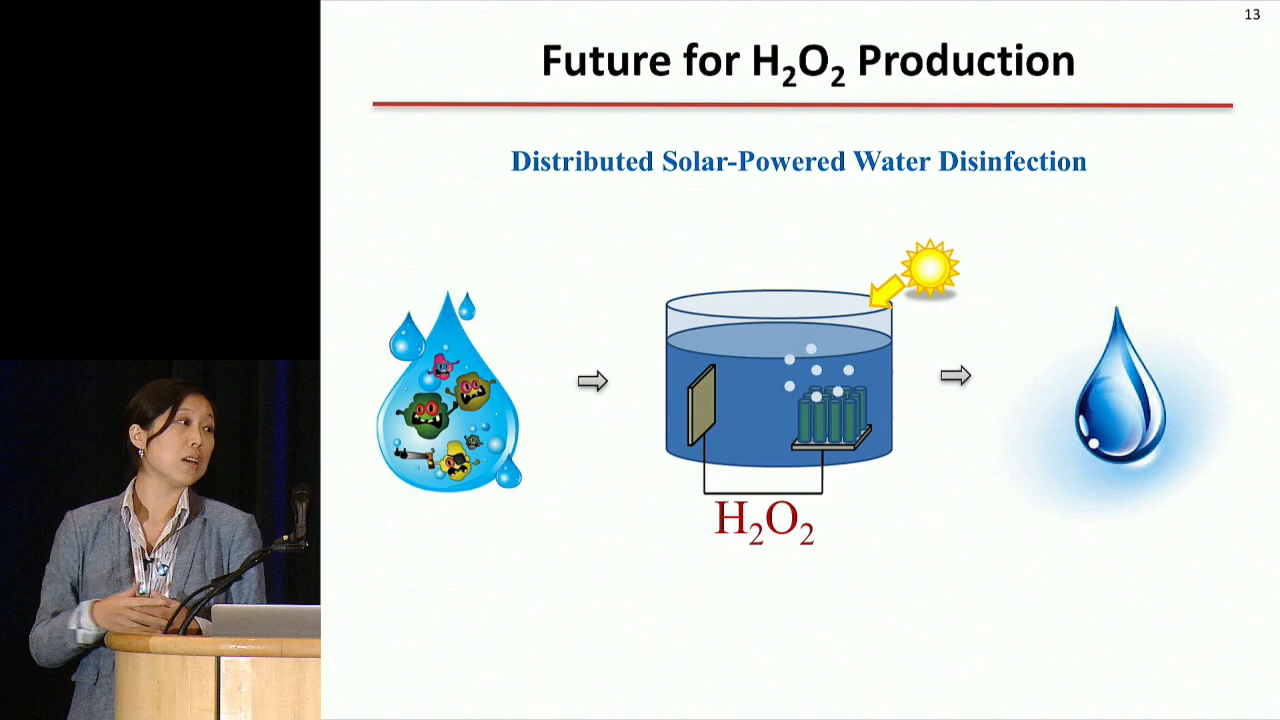 13
Future for H₂O₂ Production
Distributed Solar-Powered Water Disinfection
H₂O₂